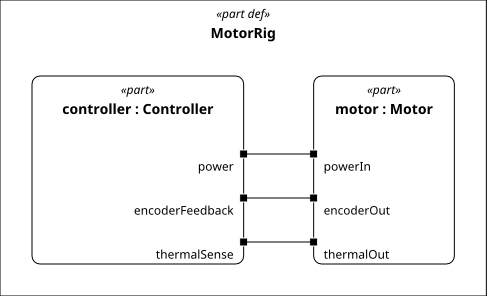 «part def»
MotorRig
«part»
controller : Controller
power
encoderFeedback
thermalSense
«part»
motor : Motor
powerIn
encoderOut
thermalOut